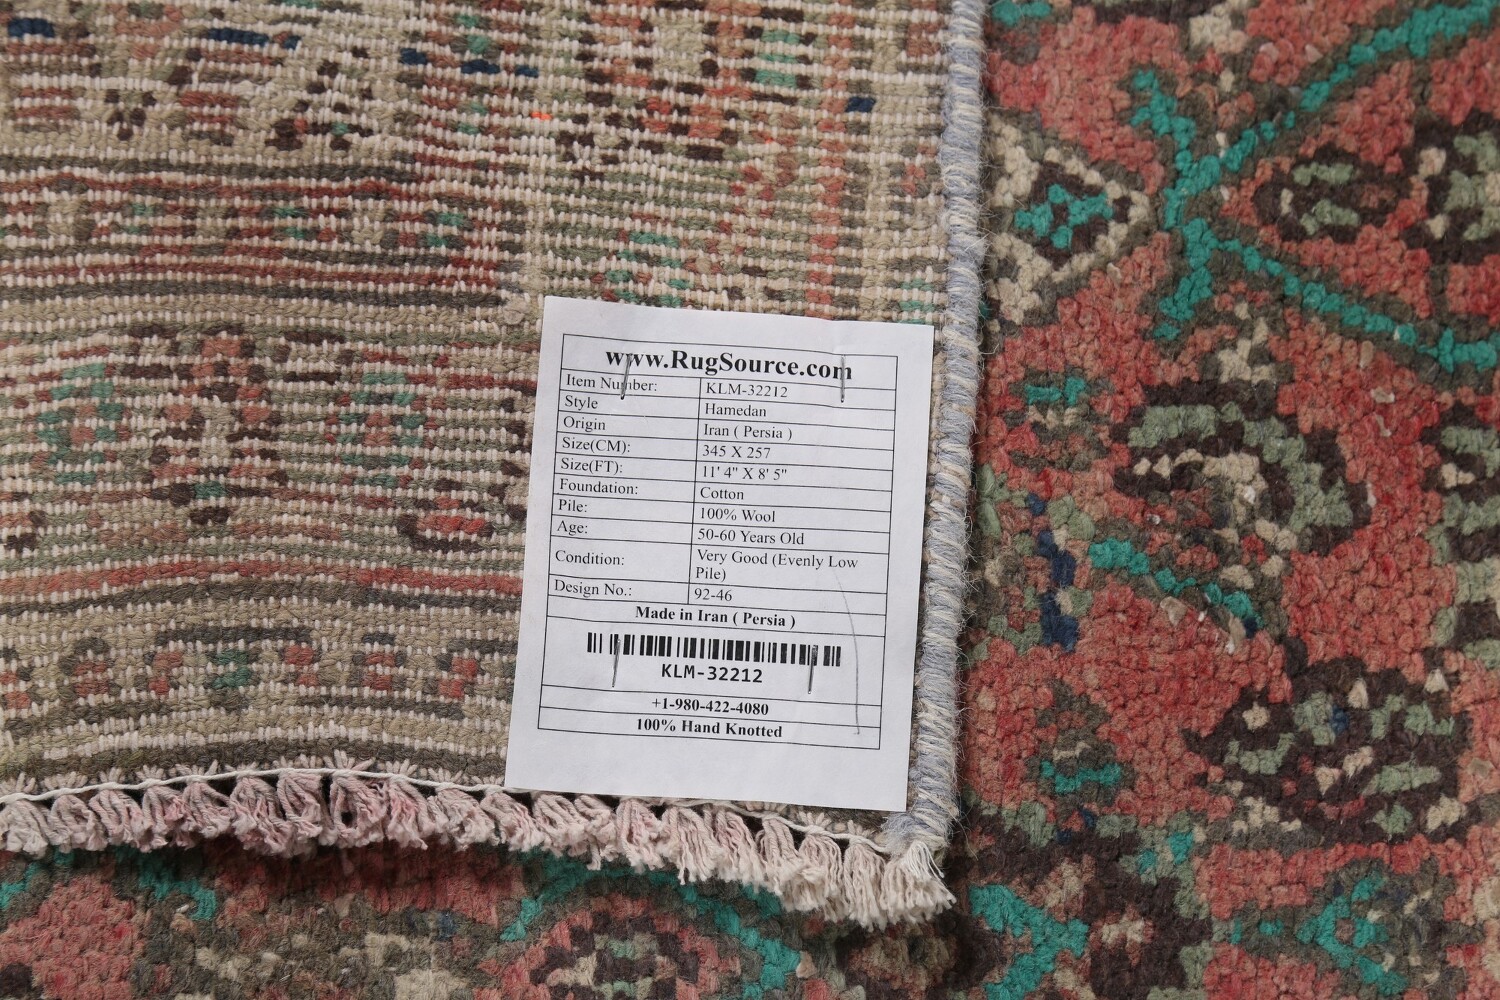 www.RugSource.com
Item Number: KLM-32212
Style Hamedan
Origin Iran ( Persia )
Size(CM): 345 X 257
Size(FT): 11' 4" X 8' 5"
Foundation: Cotton
Pile: 100% Wool
Age: 50-60 Years Old
Condition: Very Good (Evenly Low
Pile)
Design No.: 92-46
Made in Iran ( Persia )
KLM-32212
+1-980-422-4080
100% Hand Knotted